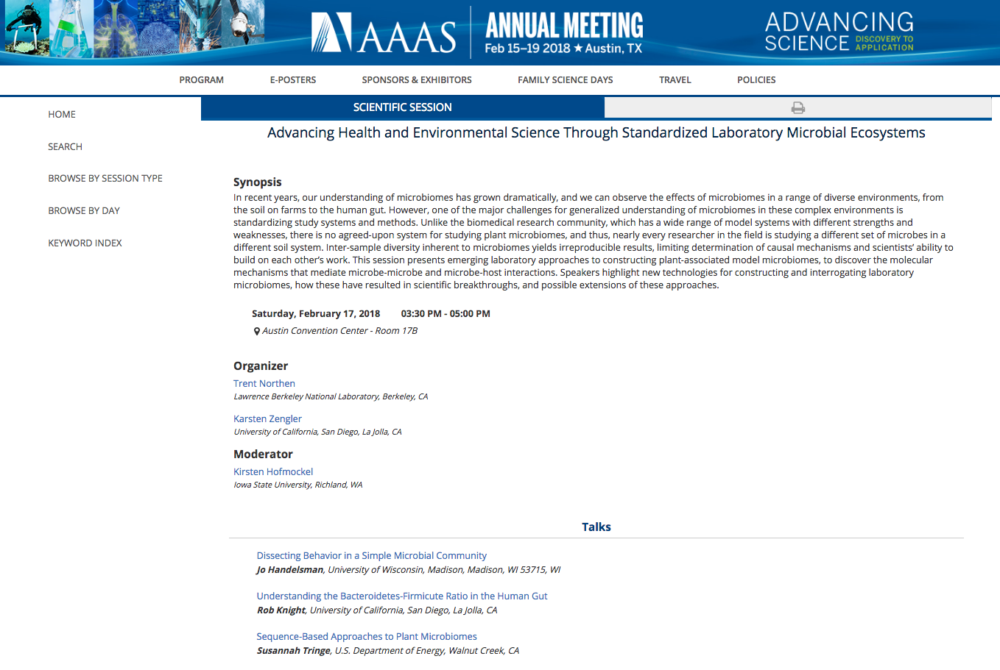 AAAS
ANNUAL MEETING
Feb 15–19 2018 ★ Austin, TX
ADVANCING
SCIENCE DISCOVERY TO
APPLICATION
PROGRAM
E-POSTERS
SPONSORS & EXHIBITORS
FAMILY SCIENCE DAYS
TRAVEL
POLICIES
HOME
SEARCH
BROWSE BY SESSION TYPE
BROWSE BY DAY
KEYWORD INDEX
SCIENTIFIC SESSION
Advancing Health and Environmental Science Through Standardized Laboratory Microbial Ecosystems
Synopsis
In recent years, our understanding of microbiomes has grown dramatically, and we can observe the effects of microbiomes in a range of diverse environments, from
the soil on farms to the human gut. However, one of the major challenges for generalized understanding of microbiomes in these complex environments is
standardizing study systems and methods. Unlike the biomedical research community, which has a wide range of model systems with different strengths and
weaknesses, there is no agreed-upon system for studying plant microbiomes, and thus, nearly every researcher in the field is studying a different set of microbes in a
different soil system. Inter-sample diversity inherent to microbiomes yields irreproducible results, limiting determination of causal mechanisms and scientists’ ability to
build on each other’s work. This session presents emerging laboratory approaches to constructing plant-associated model microbiomes, to discover the molecular
mechanisms that mediate microbe-microbe and microbe-host interactions. Speakers highlight new technologies for constructing and interrogating laboratory
microbiomes, how these have resulted in scientific breakthroughs, and possible extensions of these approaches.
Saturday, February 17, 2018 03:30 PM - 05:00 PM
Austin Convention Center - Room 17B
Organizer
Trent Northen
Lawrence Berkeley National Laboratory, Berkeley, CA
Karsten Zengler
University of California, San Diego, La Jolla, CA
Moderator
Kirsten Hofmockel
Iowa State University, Richland, WA
Talks
Dissecting Behavior in a Simple Microbial Community
Jo Handelsman, University of Wisconsin, Madison, Madison, WI 53715, WI
Understanding the Bacteroidetes-Firmicute Ratio in the Human Gut
Rob Knight, University of California, San Diego, La Jolla, CA
Sequence-Based Approaches to Plant Microbiomes
Susannah Tringe, U.S. Department of Energy, Walnut Creek, CA